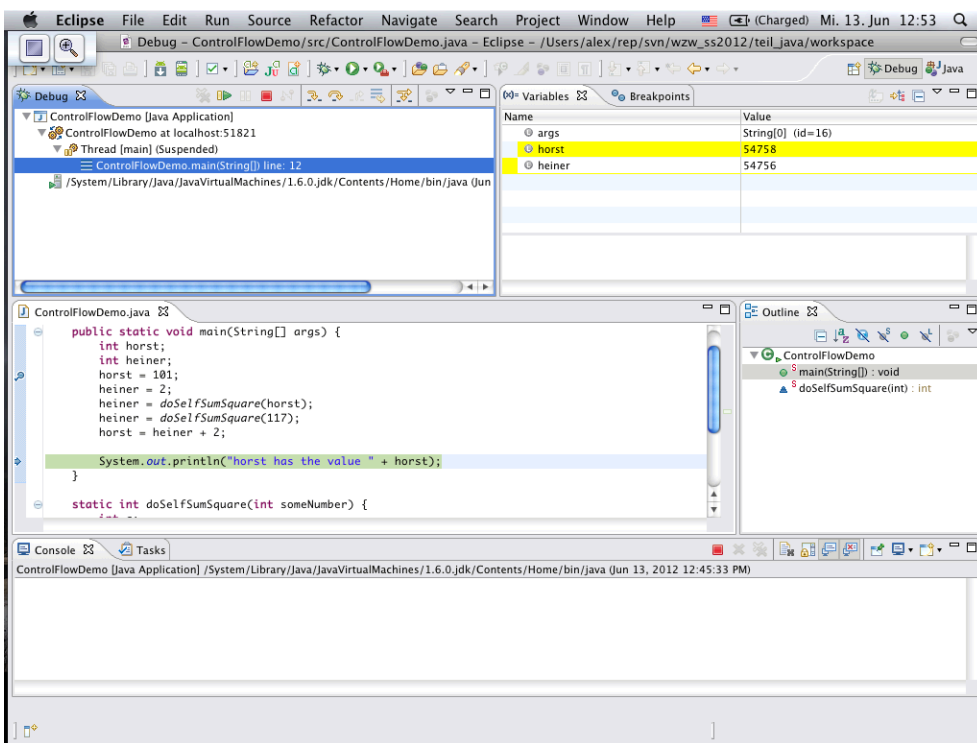 Eclipse File Edit Run Source Refactor Navigate Search Project Window Help (Charged) Mi. 13. Jun 12:53
Debug - ControlFlowDemo/src/ControlFlowDemo.java - Eclipse - /Users/alex/rep/svn/wzw_ss2012/teil_java/workspace
Debug Java
Debug
ControlFlowDemo [Java Application]
ControlFlowDemo at localhost:51821
Thread [main] (Suspended)
ControlFlowDemo.main(String[]) line: 12
/System/Library/Java/JavaVirtualMachines/1.6.0.jdk/Contents/Home/bin/java (Jun
(x)= Variables Breakpoints
Name Value
args String[0] (id=16)
horst 54758
heiner 54756
ControlFlowDemo.java
public static void main(String[] args) {
int horst;
int heiner;
horst = 101;
heiner = 2;
heiner = doSelfSumSquare(horst);
heiner = doSelfSumSquare(117);
horst = heiner + 2;
System.out.println("horst has the value " + horst);
}
static int doSelfSumSquare(int someNumber) {
Outline
ControlFlowDemo
main(String[]) : void
doSelfSumSquare(int) : int
Console Tasks
ControlFlowDemo [Java Application] /System/Library/Java/JavaVirtualMachines/1.6.0.jdk/Contents/Home/bin/java (Jun 13, 2012 12:45:33 PM)